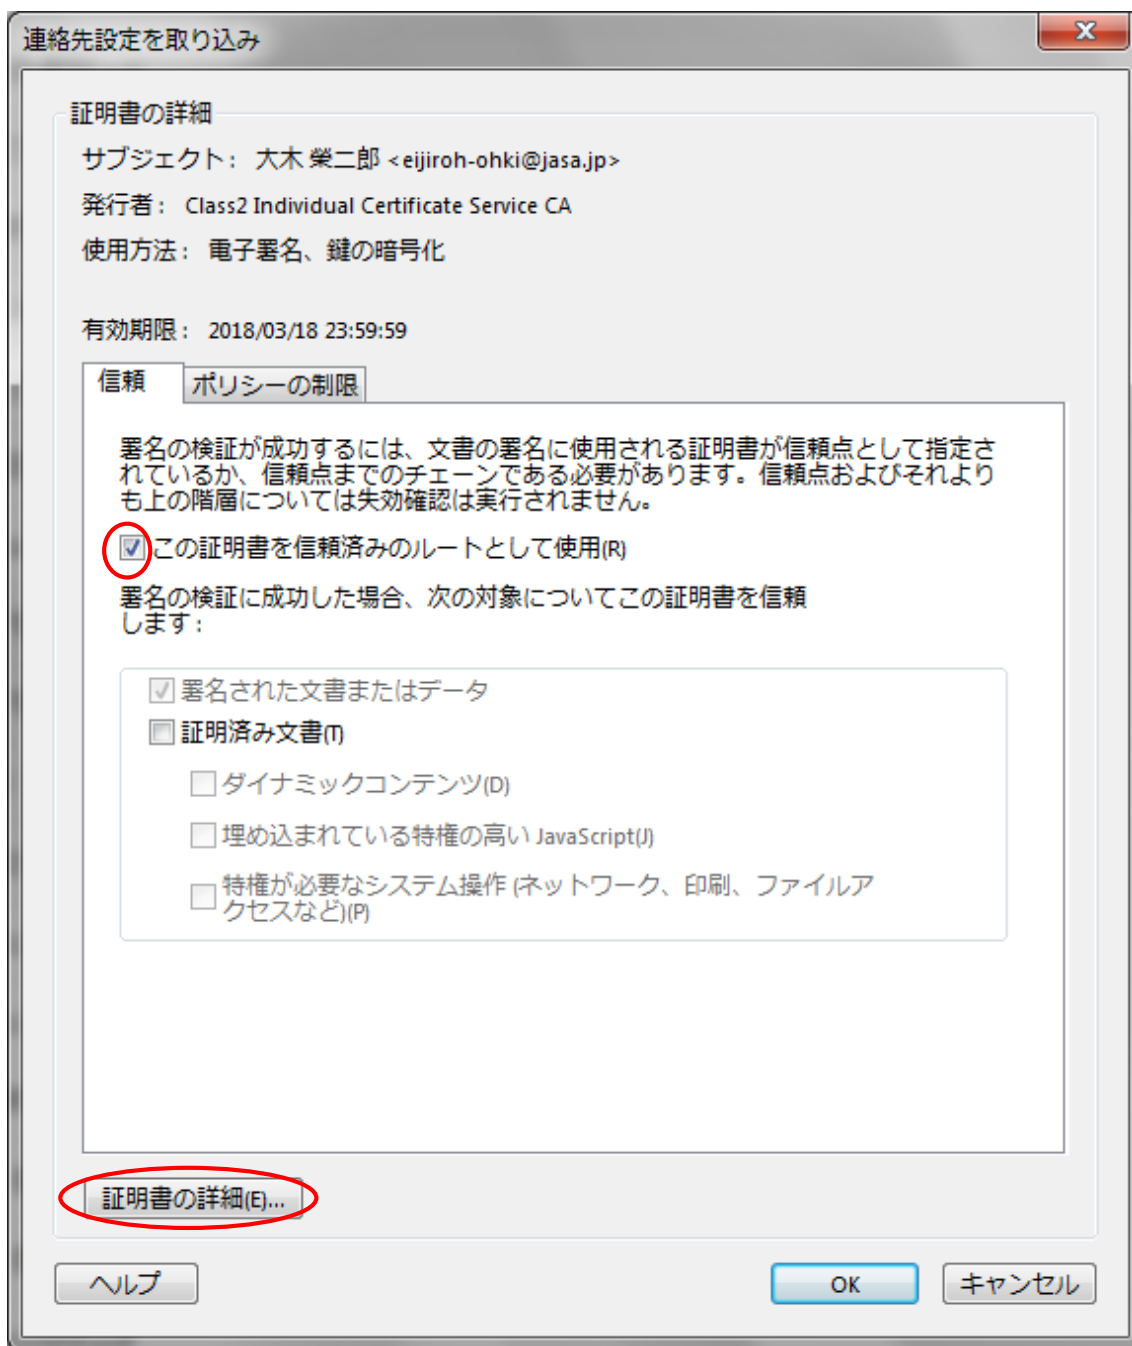 連絡先設定を取り込み
証明書の詳細
サブジェクト： 大木 榮二郎 <eijiroh-ohki@jasa.jp>
発行者： Class2 Individual Certificate Service CA
使用方法： 電子署名、鍵の暗号化
有効期限： 2018/03/18 23:59:59
信頼 ポリシーの制限
署名の検証が成功するには、文書の署名に使用される証明書が信頼点として指定さ
れているか、信頼点までのチェーンである必要があります。信頼点およびそれより
も上の階層については失効確認は実行されません。
この証明書を信頼済みのルートとして使用(R)
署名の検証に成功した場合、次の対象についてこの証明書を信頼
します：
署名された文書またはデータ
証明済み文書(T)
ダイナミックコンテンツ(D)
埋め込まれている特権の高い JavaScript(J)
特権が必要なシステム操作 (ネットワーク、印刷、ファイルア
クセスなど)(P)
証明書の詳細(E)...
ヘルプ OK キャンセル